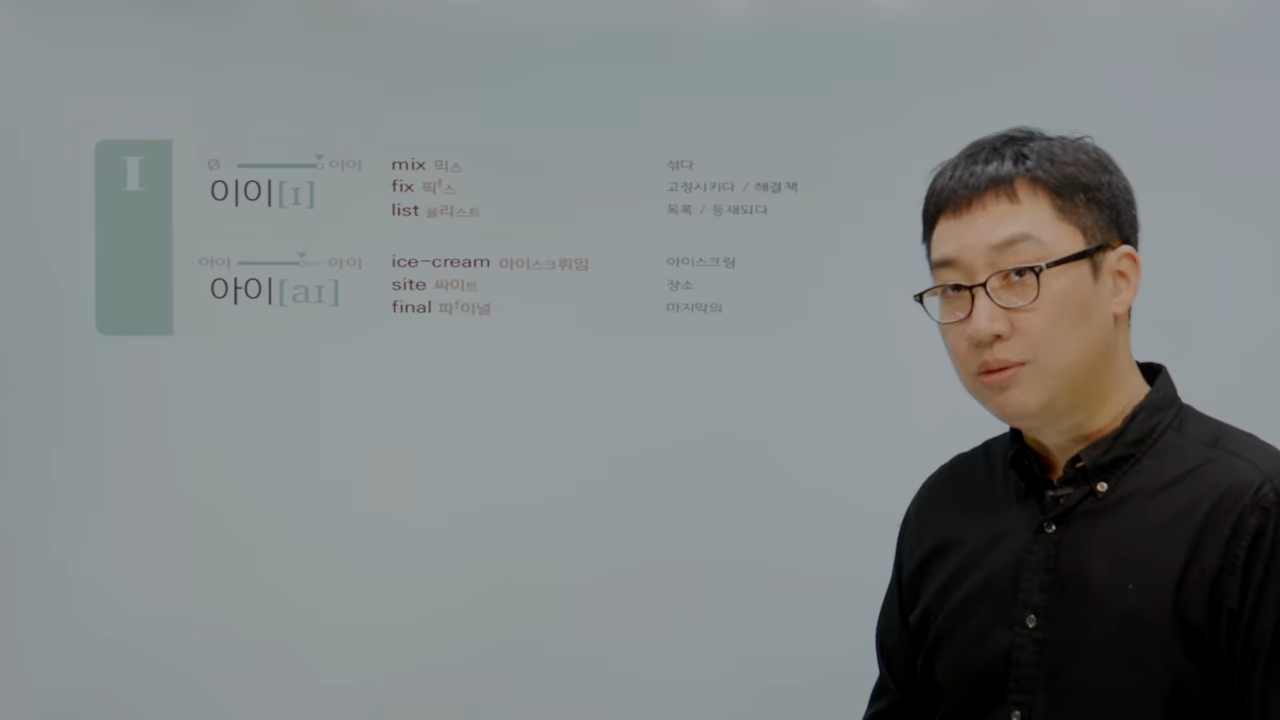 I
Ø 이이
이이[ɪ]
mix 믹스 섞다
fix 픽ᶠ스 고정시키다 / 해결책
list 을리스트 목록 / 등재되다
어이 아이
아이[aɪ]
ice-cream 아이스크뤼임 아이스크림
site 싸이트 장소
final 파ᶠ이널 마지막의